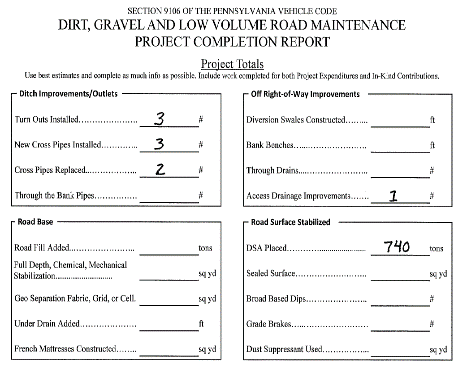 SECTION 9106 OF THE PENNSYLVANIA VEHICLE CODE
DIRT, GRAVEL AND LOW VOLUME ROAD MAINTENANCE
PROJECT COMPLETION REPORT
Project Totals
Use best estimates and complete as much info as possible. Include work completed for both Project Expenditures and In-Kind Contributions.
Ditch Improvements/Outlets
Turn Outs Installed........................ 3 #
New Cross Pipes Installed........... 3 #
Cross Pipes Replaced.................. 2 #
Through the Bank Pipes............... #
Off Right-of-Way Improvements
Diversion Swales Constructed.......... ft
Bank Benches............................. ft
Through Drains........................... #
Access Drainage Improvements....... 1 #
Road Base
Road Fill Added........................ tons
Full Depth, Chemical, Mechanical
Stabilization.............................. sq yd
Geo Separation Fabric, Grid, or Cell. sq yd
Under Drain Added.................... ft
French Mattresses Constructed....... sq yd
Road Surface Stabilized
DSA Placed............................... 740 tons
Sealed Surface........................... sq yd
Broad Based Dips........................ #
Grade Brakes............................. #
Dust Suppressant Used................. sq yd